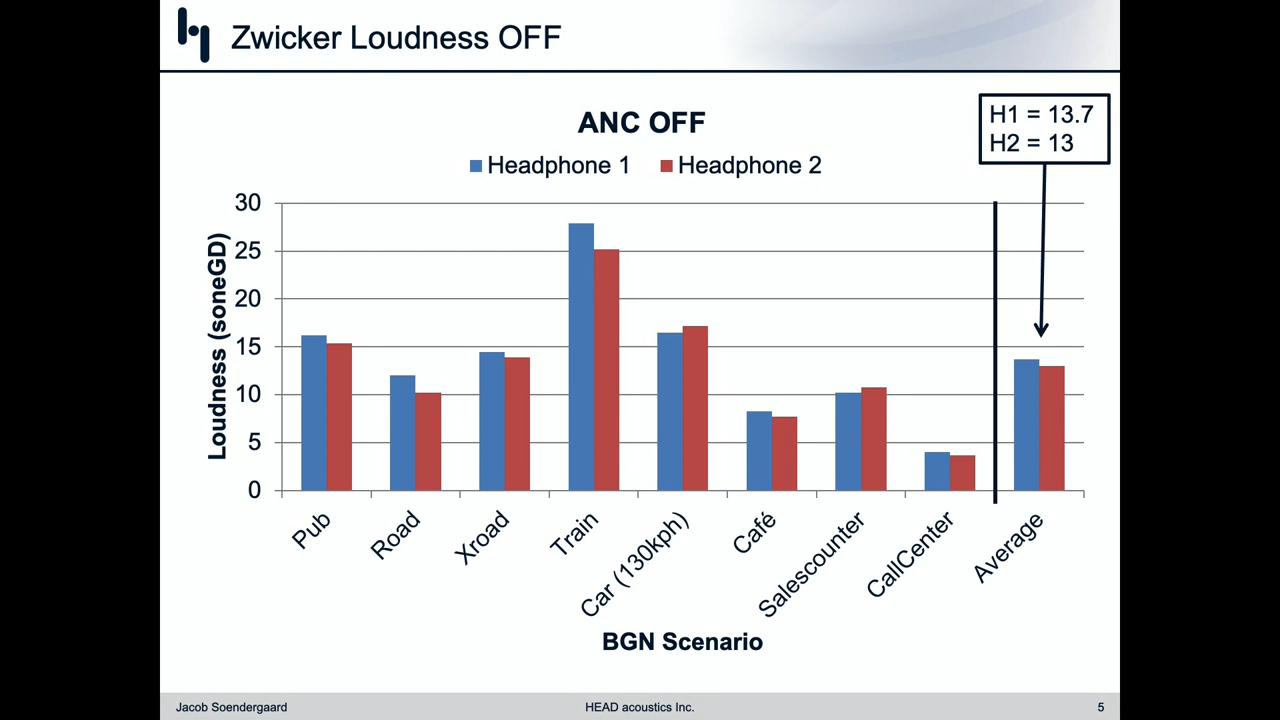 Zwicker Loudness OFF
ANC OFF
H1 = 13.7
H2 = 13
Headphone 1 Headphone 2
Loudness (soneGD)
30
25
20
15
10
5
0
Pub
Road
Xroad
Train
Car (130kph)
Café
Salescounter
CallCenter
Average
BGN Scenario
Jacob Soendergaard
HEAD acoustics Inc.
5